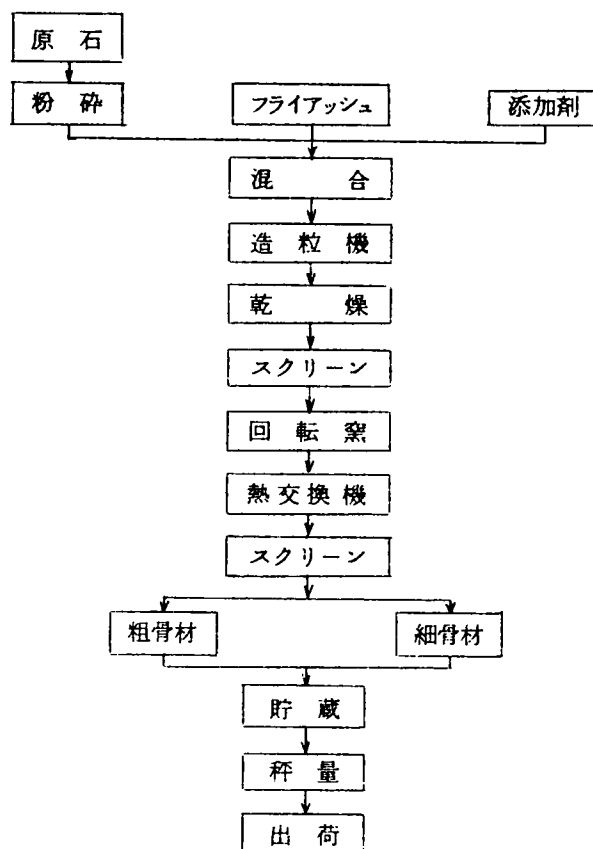 原石
粉砕
フライアッシュ
添加剤
混合
造粒機
乾燥
スクリーン
回転窯
熱交換機
スクリーン
粗骨材
細骨材
貯蔵
秤量
出荷